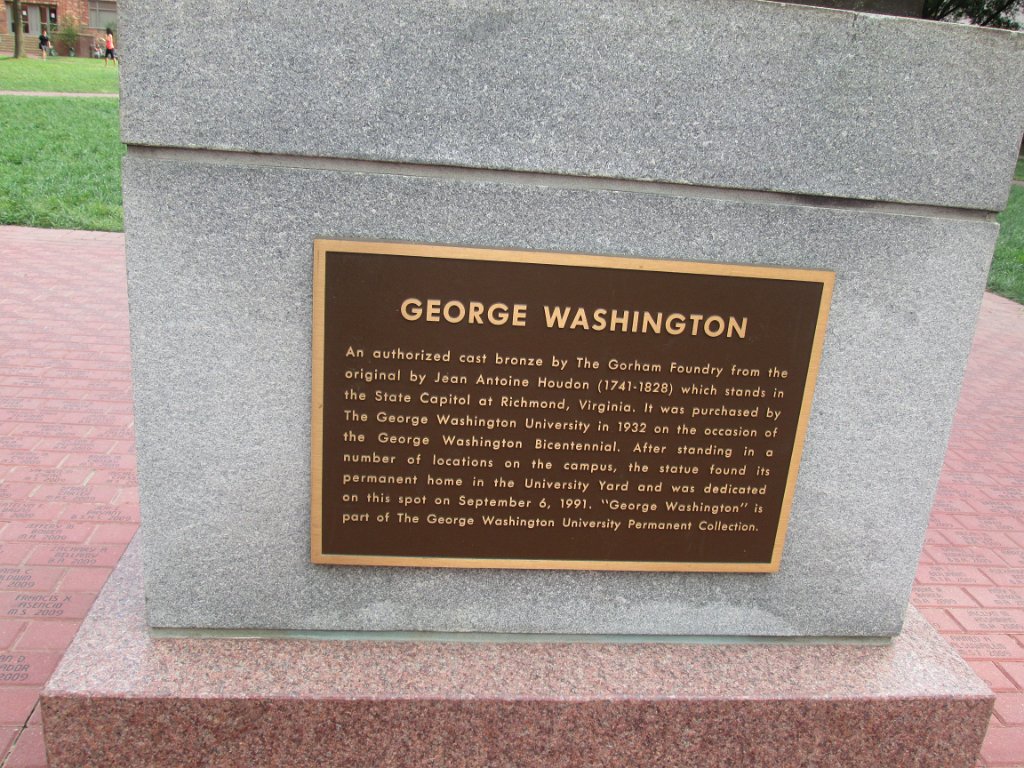 GEORGE WASHINGTON
An authorized cast bronze by The Gorham Foundry from the
original by Jean Antoine Houdon (1741-1828) which stands in
the State Capitol at Richmond, Virginia. It was purchased by
The George Washington University in 1932 on the occasion of
the George Washington Bicentennial. After standing in a
number of locations on the campus, the statue found its
permanent home in the University Yard and was dedicated
on this spot on September 6, 1991. "George Washington" is
part of The George Washington University Permanent Collection.
FRANCIS X.
ASENCIO
M.S. 2009